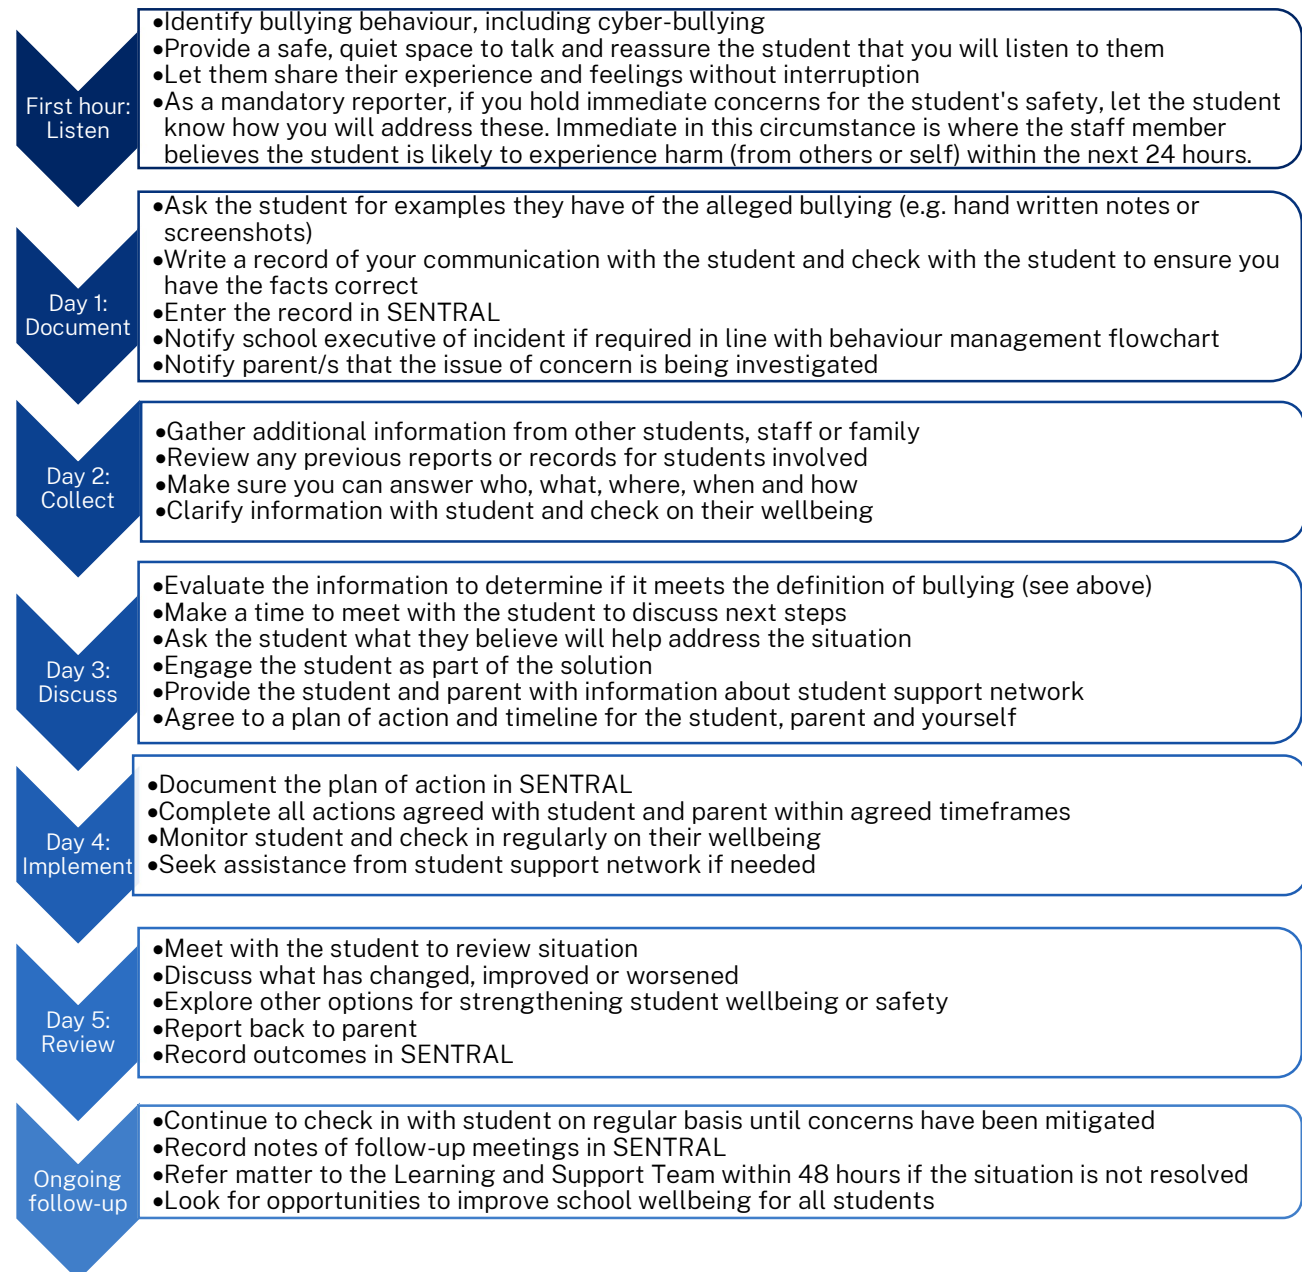 First hour:
Listen
•Identify bullying behaviour, including cyber-bullying
•Provide a safe, quiet space to talk and reassure the student that you will listen to them
•Let them share their experience and feelings without interruption
•As a mandatory reporter, if you hold immediate concerns for the student's safety, let the student
know how you will address these. Immediate in this circumstance is where the staff member
believes the student is likely to experience harm (from others or self) within the next 24 hours.
Day 1:
Document
•Ask the student for examples they have of the alleged bullying (e.g. hand written notes or
screenshots)
•Write a record of your communication with the student and check with the student to ensure you
have the facts correct
•Enter the record in SENTRAL
•Notify school executive of incident if required in line with behaviour management flowchart
•Notify parent/s that the issue of concern is being investigated
Day 2:
Collect
•Gather additional information from other students, staff or family
•Review any previous reports or records for students involved
•Make sure you can answer who, what, where, when and how
•Clarify information with student and check on their wellbeing
Day 3:
Discuss
•Evaluate the information to determine if it meets the definition of bullying (see above)
•Make a time to meet with the student to discuss next steps
•Ask the student what they believe will help address the situation
•Engage the student as part of the solution
•Provide the student and parent with information about student support network
•Agree to a plan of action and timeline for the student, parent and yourself
Day 4:
Implement
•Document the plan of action in SENTRAL
•Complete all actions agreed with student and parent within agreed timeframes
•Monitor student and check in regularly on their wellbeing
•Seek assistance from student support network if needed
Day 5:
Review
•Meet with the student to review situation
•Discuss what has changed, improved or worsened
•Explore other options for strengthening student wellbeing or safety
•Report back to parent
•Record outcomes in SENTRAL
Ongoing
follow-up
•Continue to check in with student on regular basis until concerns have been mitigated
•Record notes of follow-up meetings in SENTRAL
•Refer matter to the Learning and Support Team within 48 hours if the situation is not resolved
•Look for opportunities to improve school wellbeing for all students